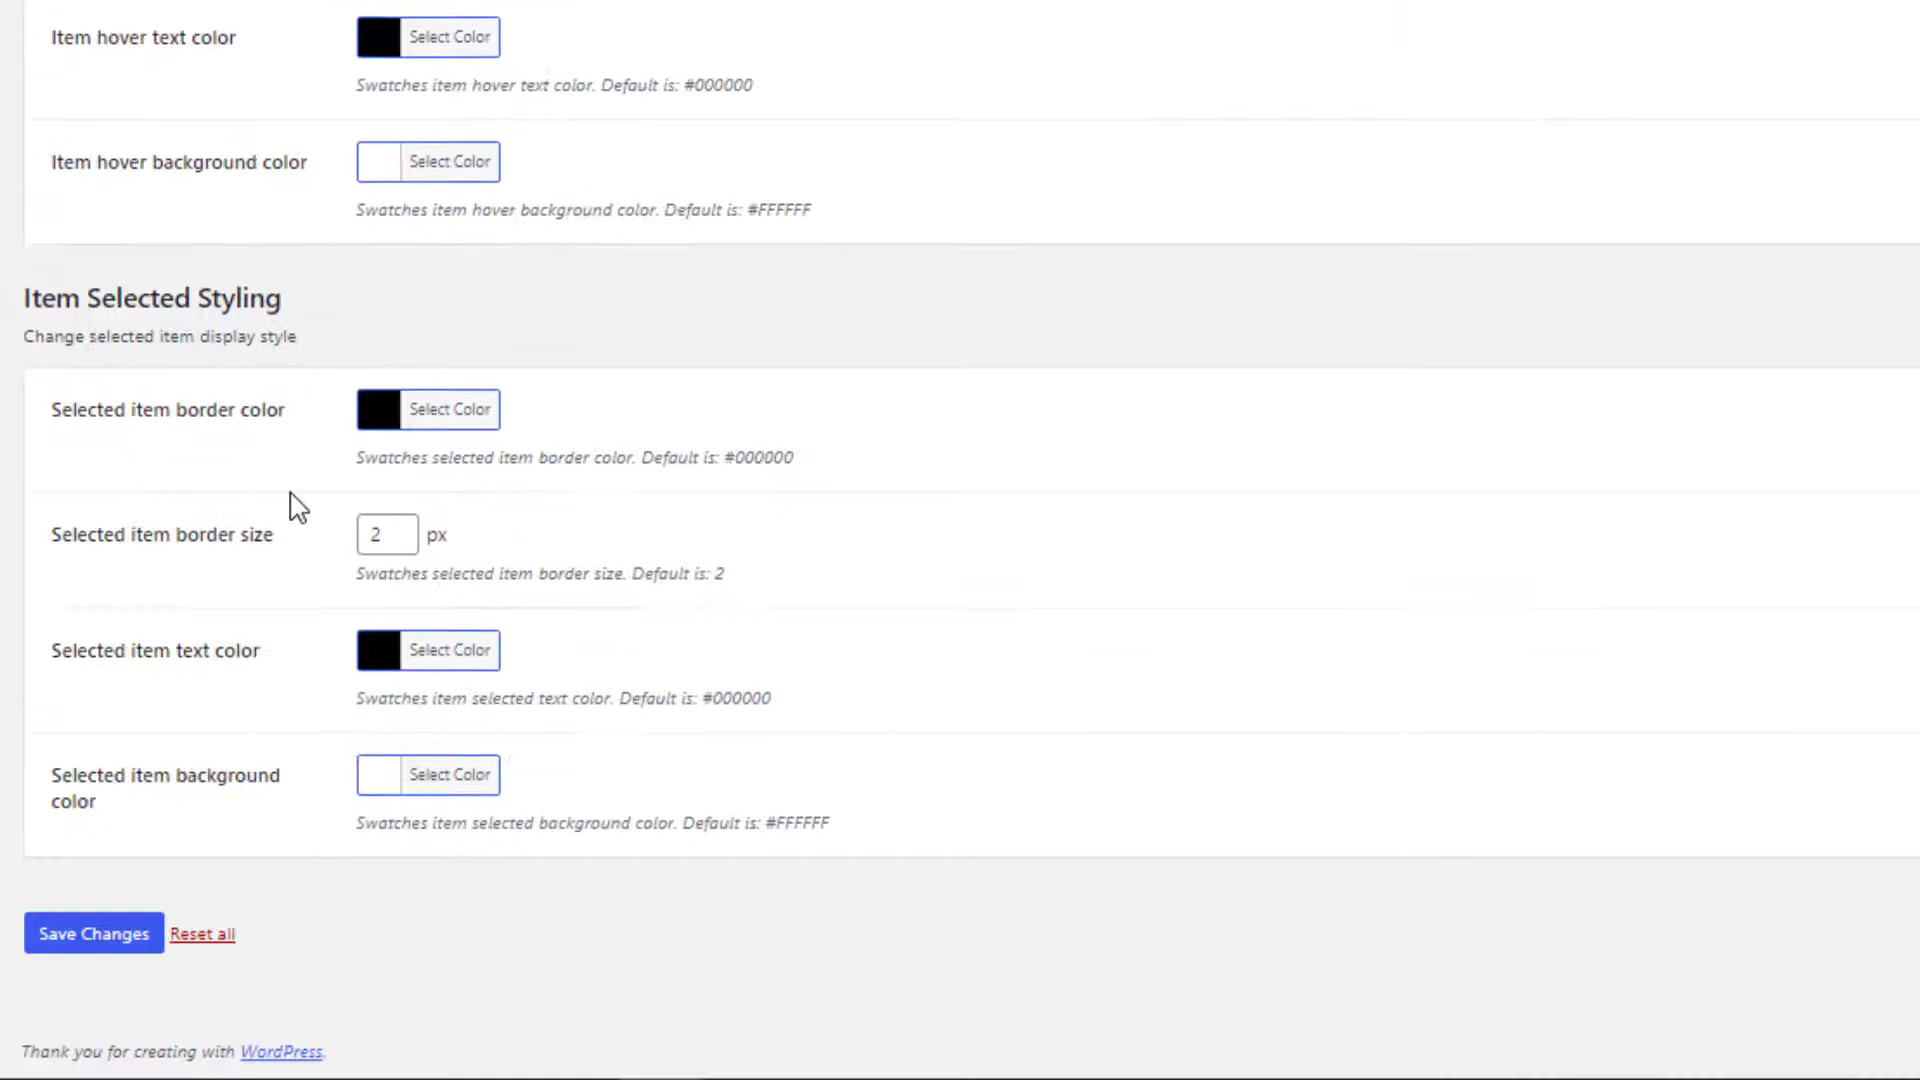 Item hover text color
Select Color
Swatches item hover text color. Default is: #000000
Item hover background color
Select Color
Swatches item hover background color. Default is: #FFFFFF
Item Selected Styling
Change selected item display style
Selected item border color
Select Color
Swatches selected item border color. Default is: #000000
Selected item border size
2 px
Swatches selected item border size. Default is: 2
Selected item text color
Select Color
Swatches item selected text color. Default is: #000000
Selected item background
color
Select Color
Swatches item selected background color. Default is: #FFFFFF
Save Changes Reset all
Thank you for creating with WordPress.